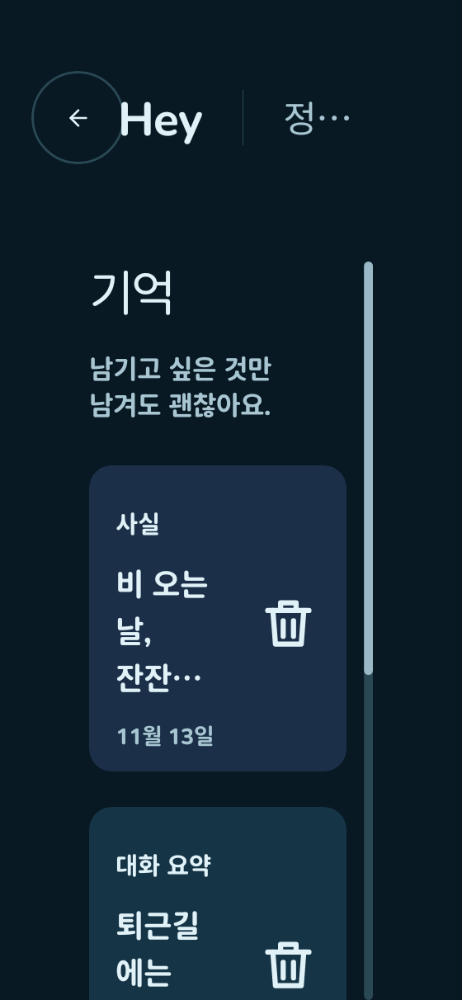 Hey 정…
기억
남기고 싶은 것만
남겨도 괜찮아요.
사실
비 오는
날,
잔잔…
11월 13일
대화 요약
퇴근길
에는